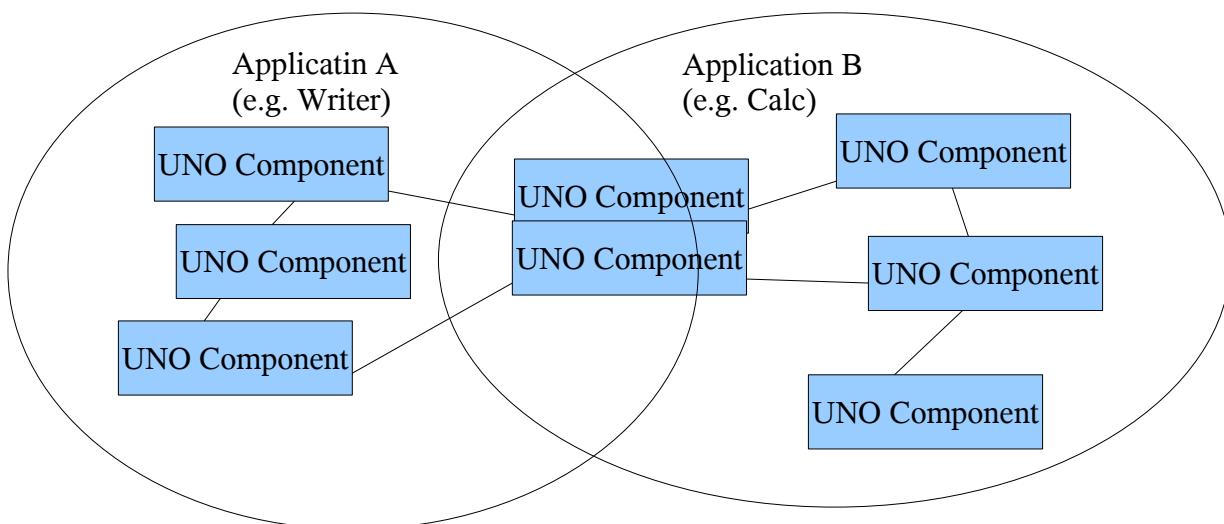 Applicatin A
(e.g. Writer)
Application B
(e.g. Calc)
UNO Component
UNO Component
UNO Component
UNO Component
UNO Component
UNO Component
UNO Component
UNO Component